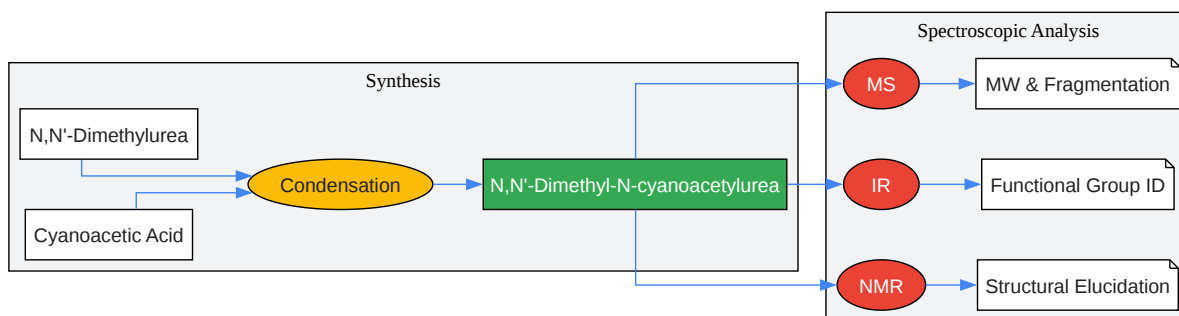 Spectroscopic Analysis
Synthesis
MS
MW & Fragmentation
N,N'-Dimethylurea
Condensation
N,N'-Dimethyl-N-cyanoacetylurea
IR
Functional Group ID
Cyanoacetic Acid
NMR
Structural Elucidation